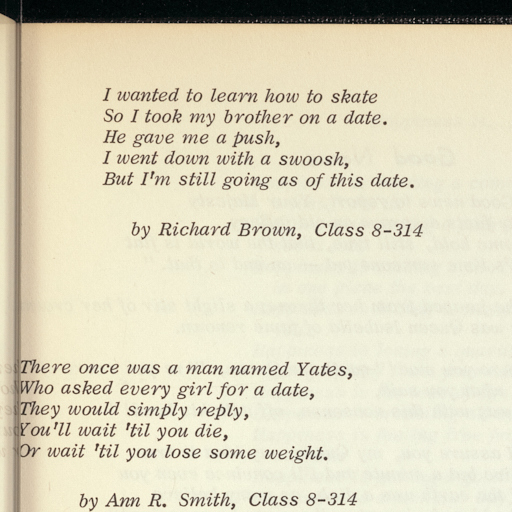 I wanted to learn how to skate
So I took my brother on a date.
He gave me a push,
I went down with a swoosh,
But I'm still going as of this date.
by Richard Brown, Class 8-314
There once was a man named Yates,
Who asked every girl for a date,
They would simply reply,
You'll wait 'til you die,
Or wait 'til you lose some weight.
by Ann R. Smith, Class 8-314